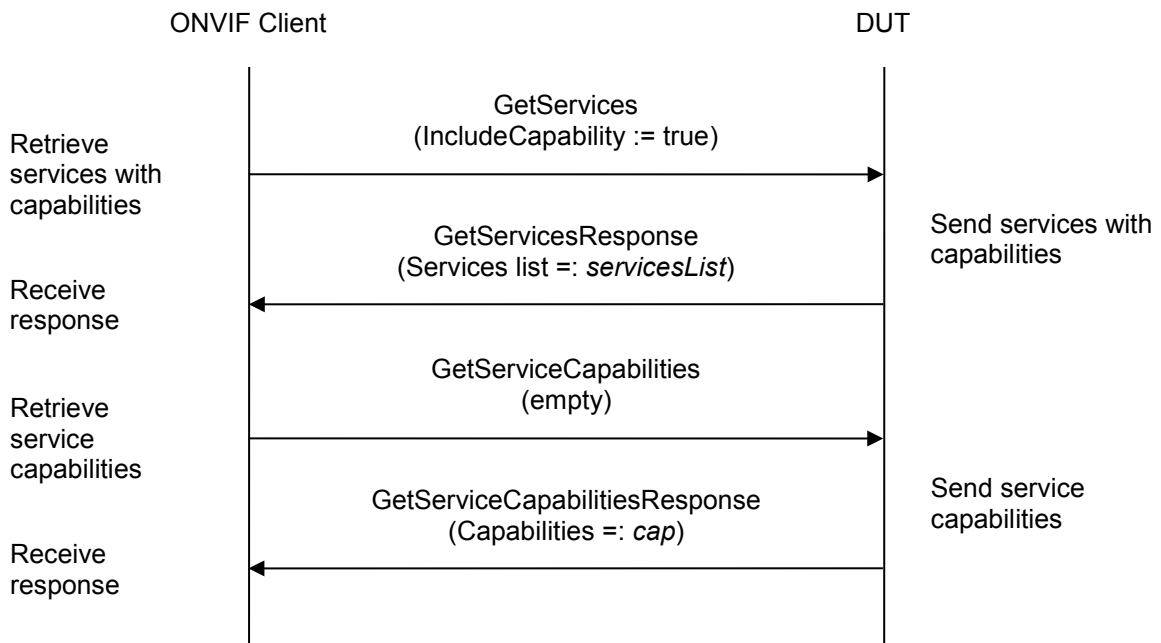 ONVIF Client
DUT
GetServices
(IncludeCapability := true)
Retrieve
services with
capabilities
Send services with
capabilities
GetServicesResponse
(Services list =: servicesList)
Receive
response
GetServiceCapabilities
(empty)
Retrieve
service
capabilities
Send service
capabilities
GetServiceCapabilitiesResponse
(Capabilities =: cap)
Receive
response